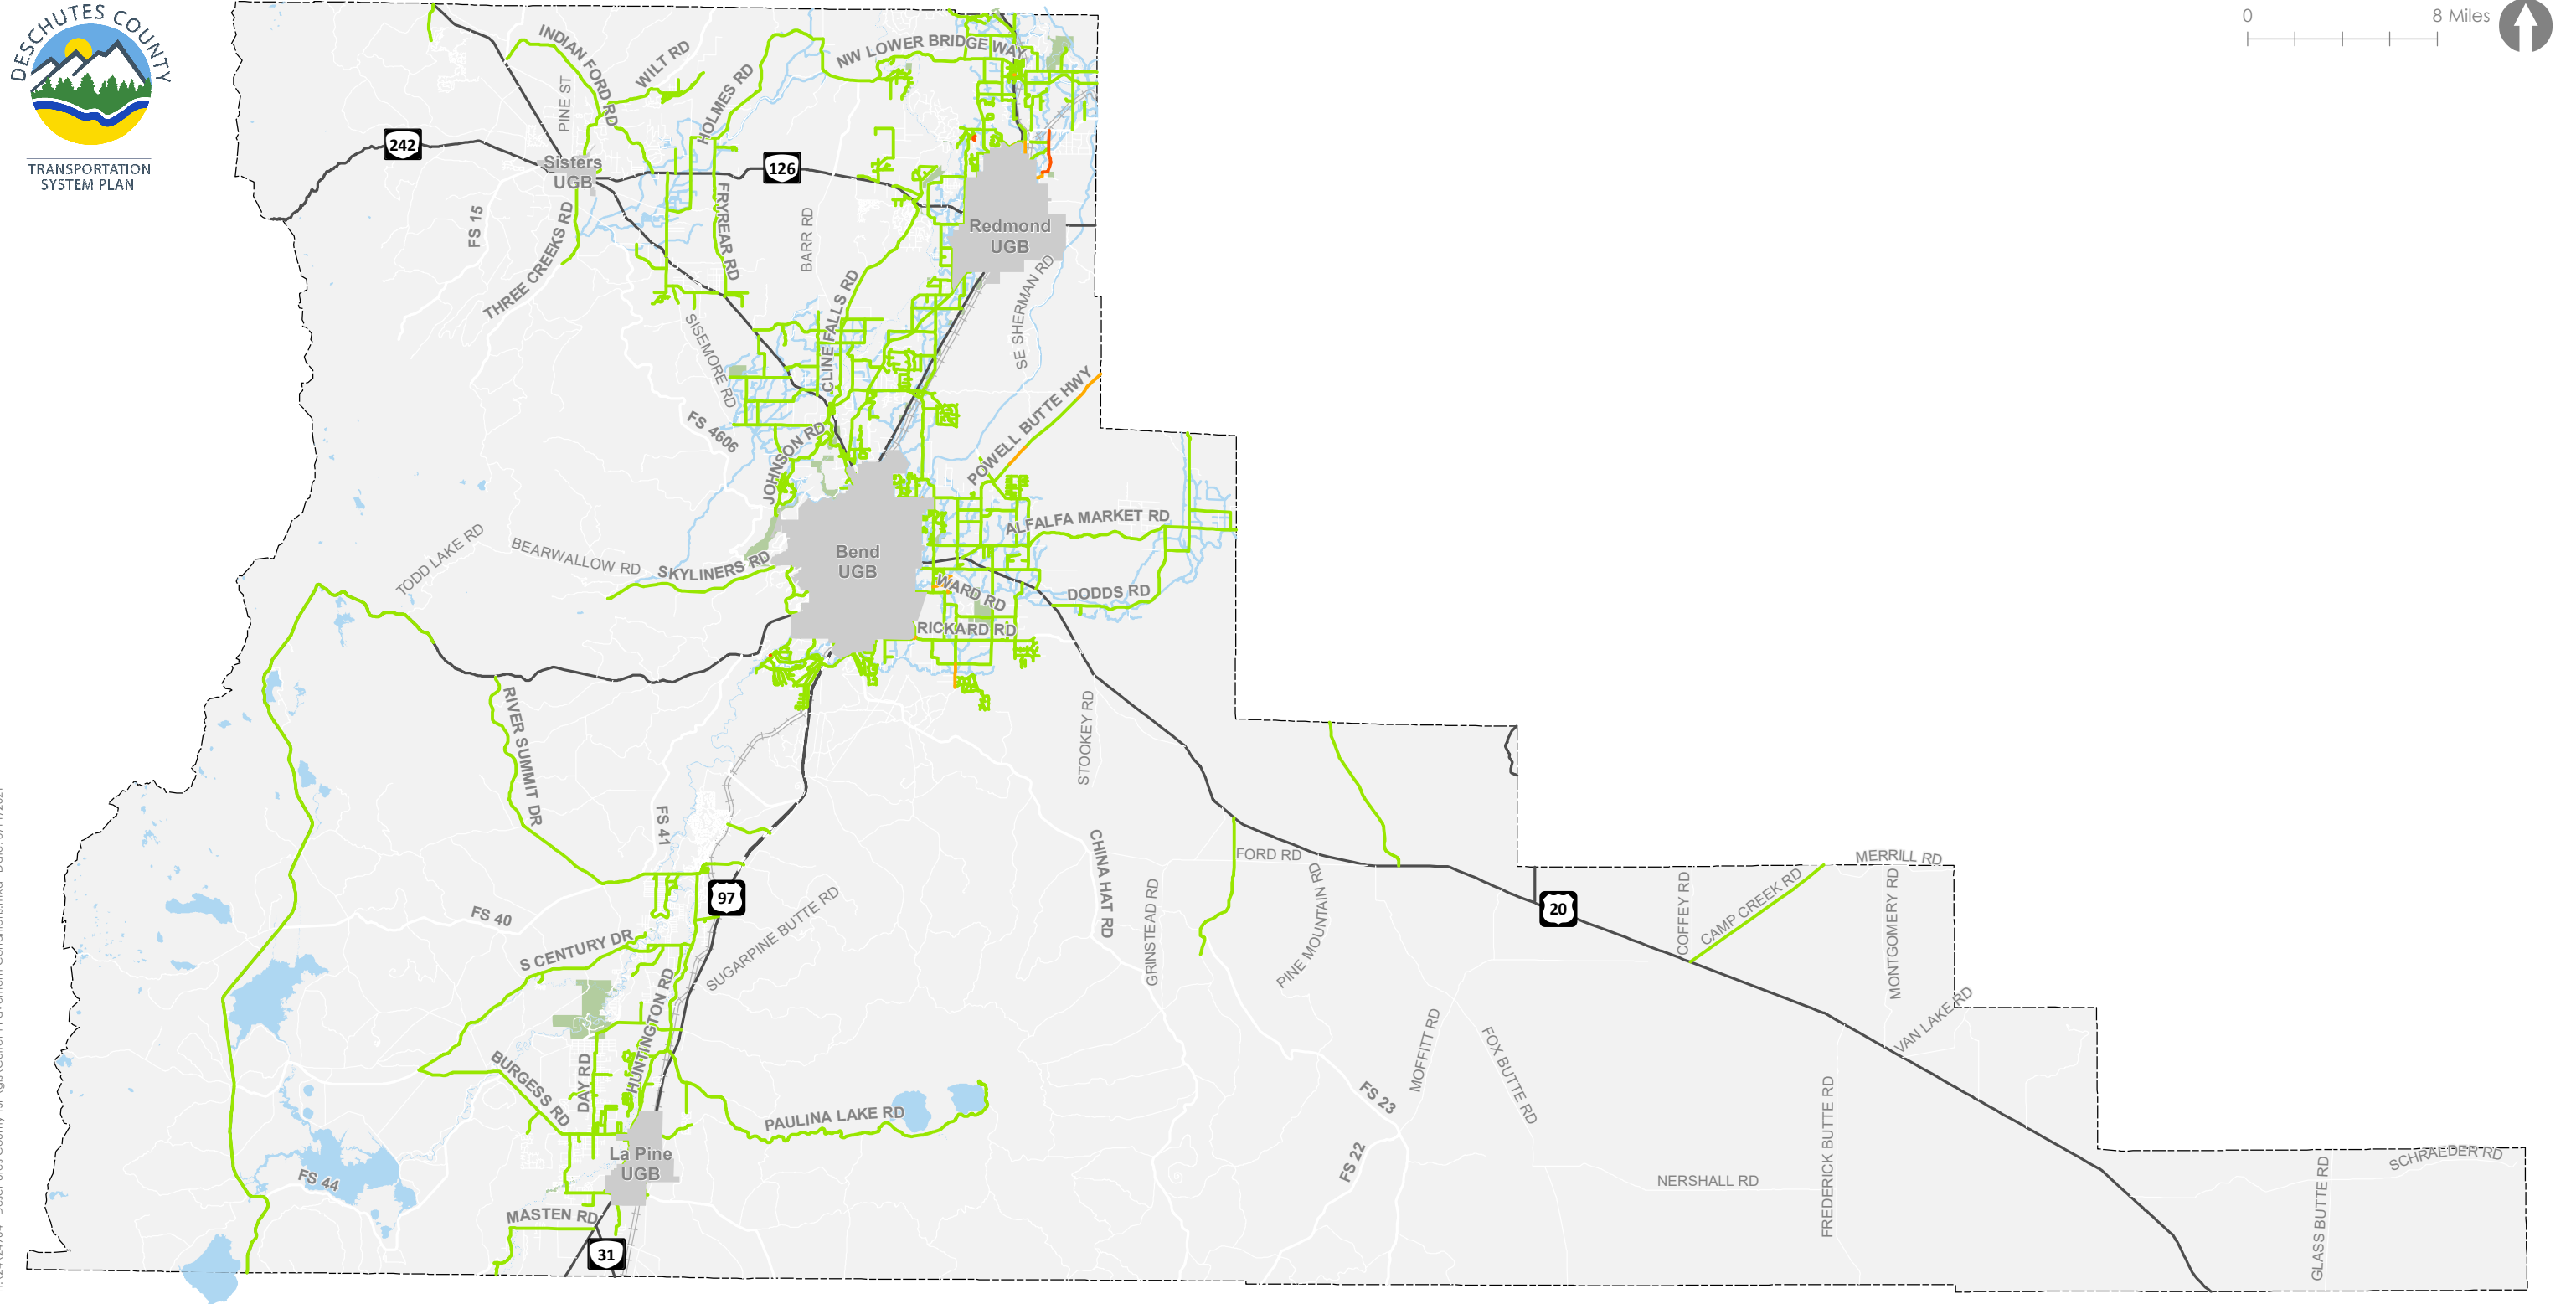 DESCHUTES COUNTY
TRANSPORTATION
SYSTEM PLAN
0
8 Miles
INDIAN FORD RD
WILT RD
PINE ST
HOLMES RD
NW LOWER BRIDGE WAY
242
Sisters
UGB
126
FS 15
THREE CREEKS RD
FRYREAR RD
BARR RD
Redmond
UGB
SE SHERMAN RD
CLINE FALLS RD
SISEMORE RD
FS 4606
JOHNSON RD
POWELL BUTTE HWY
TODD LAKE RD
BEARWALLOW RD
SKYLINERS RD
Bend
UGB
ALFALFA MARKET RD
WARD RD
DODDS RD
RICKARD RD
RIVER SUMMIT DR
STOOKEY RD
FS 41
CHINA HAT RD
FORD RD
MERRILL RD
97
GRINSTEAD RD
PINE MOUNTAIN RD
20
COFFEY RD
CAMP CREEK RD
MONTGOMERY RD
FS 40
S CENTURY DR
SUGARPINE BUTTE RD
HUNTINGTON RD
VAN LAKE RD
BURGESS RD
DAY RD
MOFFITT RD
FOX BUTTE RD
FS 23
PAULINA LAKE RD
FREDERICK BUTTE RD
La Pine
UGB
FS 44
FS 22
NERSHALL RD
SCHRAEDER RD
GLASS BUTTE RD
MASTEN RD
31